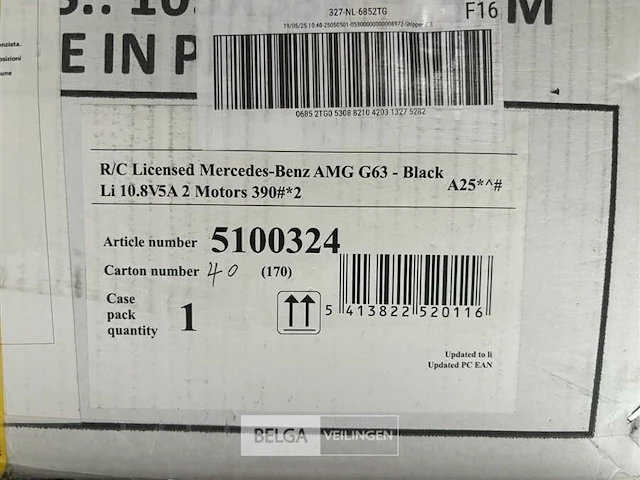 327-NL-6852TG
F16
M
E IN P
0685 2TG0 5308 8210 4203 1327 5282
R/C Licensed Mercedes-Benz AMG G63 - Black
Li 10.8V5A 2 Motors 390#*2
A25*^#
Article number 5100324
Carton number 40 (170)
Case pack quantity 1
5 413822 520116
Updated to li
Updated PC EAN
BELGA VEILINGEN